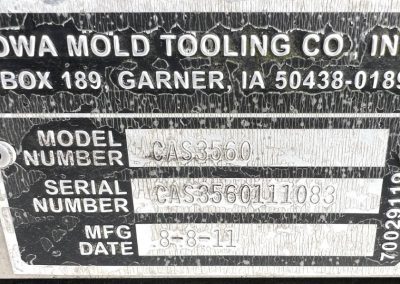 OWA MOLD TOOLING CO., IN
BOX 189, GARNER, IA 50438-0189
MODEL NUMBER CAS3560
SERIAL NUMBER CAS3560111083
MFG DATE 8-8-11
70029119